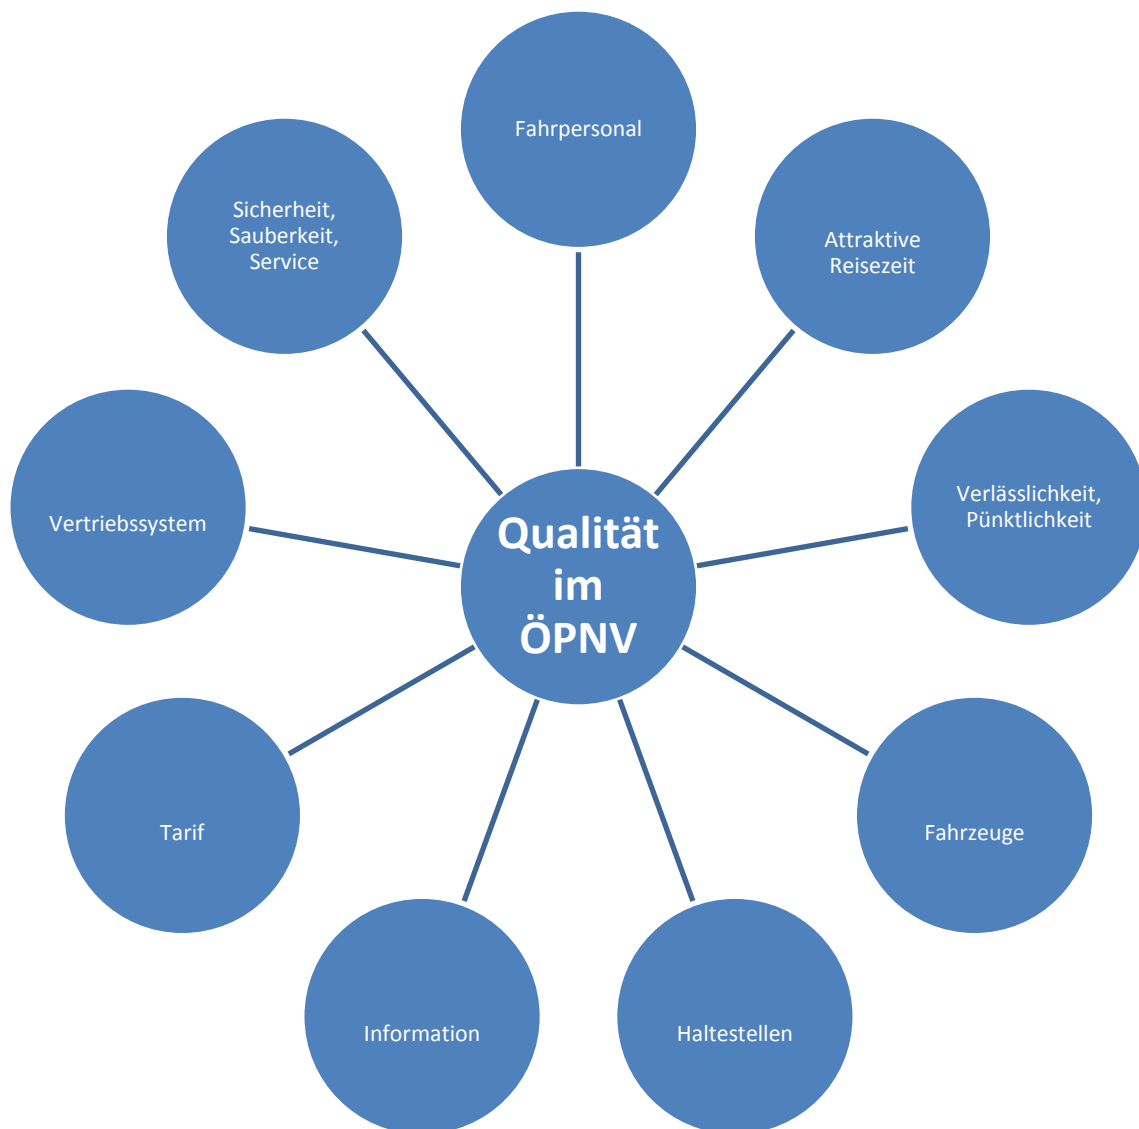 Fahrpersonal
Sicherheit,
Sauberkeit,
Service
Attraktive
Reisezeit
Vertriebssystem
Verlässlichkeit,
Pünktlichkeit
Qualität
im
ÖPNV
Tarif
Fahrzeuge
Information
Haltestellen